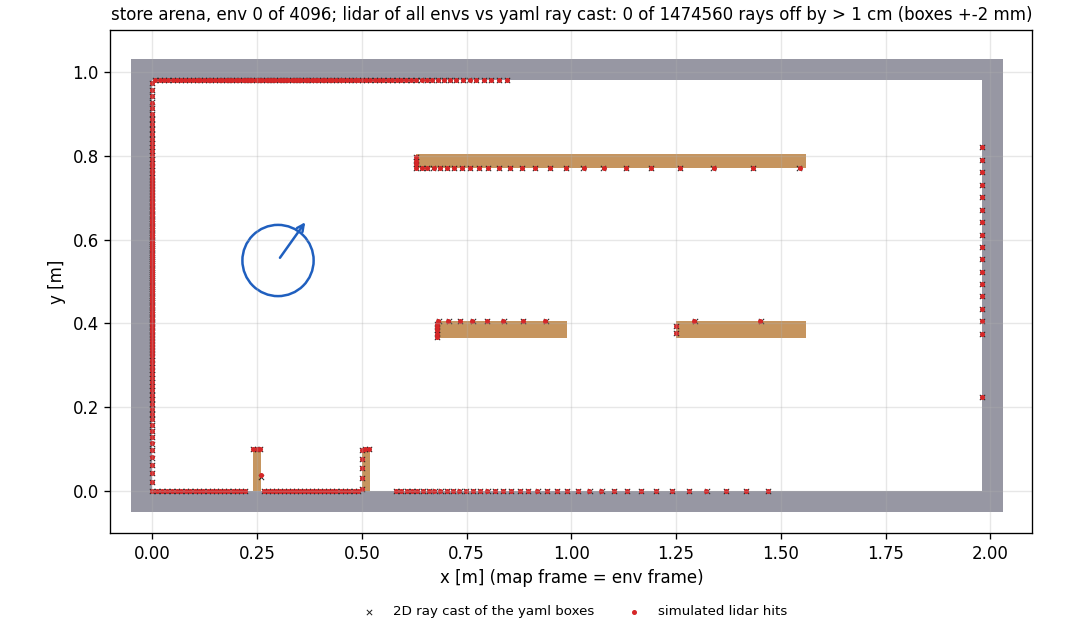 store arena, env 0 of 4096; lidar of all envs vs yaml ray cast: 0 of 1474560 rays off by > 1 cm (boxes +-2 mm)
1.0
0.8
0.6
0.4
0.2
0.0
y [m]
0.00 0.25 0.50 0.75 1.00 1.25 1.50 1.75 2.00
x [m] (map frame = env frame)
2D ray cast of the yaml boxes simulated lidar hits